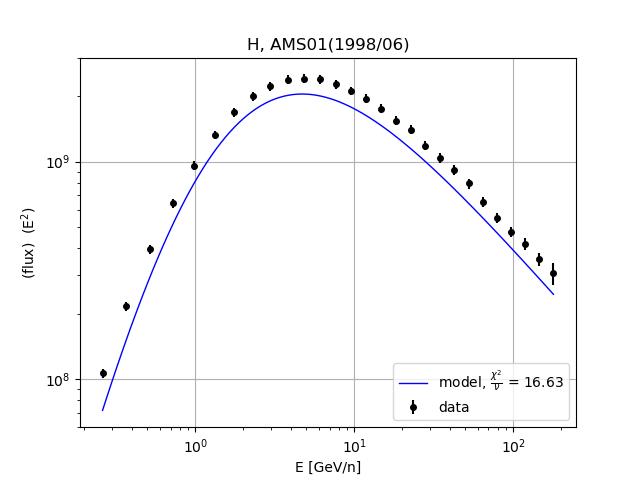 H, AMS01(1998/06)
(flux) (E²)
10⁹
10⁸
10⁰ 10¹ 10²
E [GeV/n]
model, χ²/ν = 16.63
data